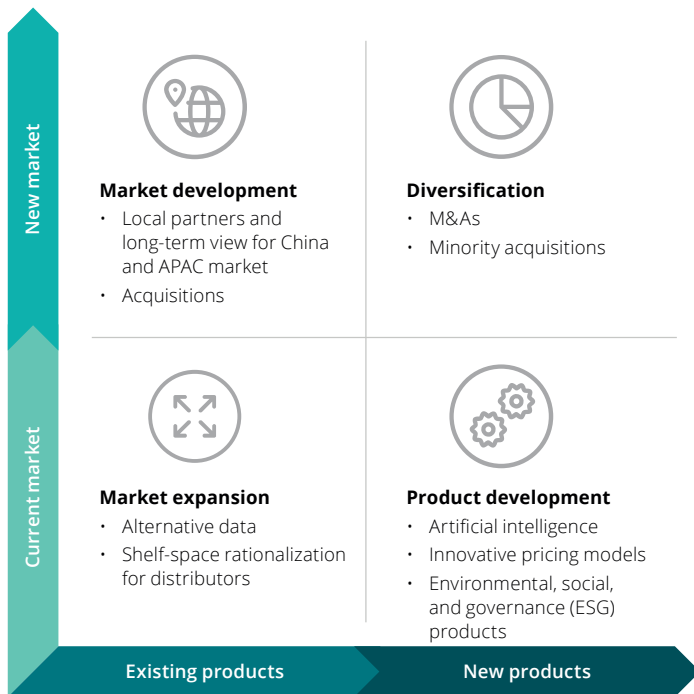 New market
Market development
• Local partners and
long-term view for China
and APAC market
• Acquisitions
Diversification
• M&As
• Minority acquisitions
Current market
Market expansion
• Alternative data
• Shelf-space rationalization
for distributors
Product development
• Artificial intelligence
• Innovative pricing models
• Environmental, social,
and governance (ESG)
products
Existing products
New products